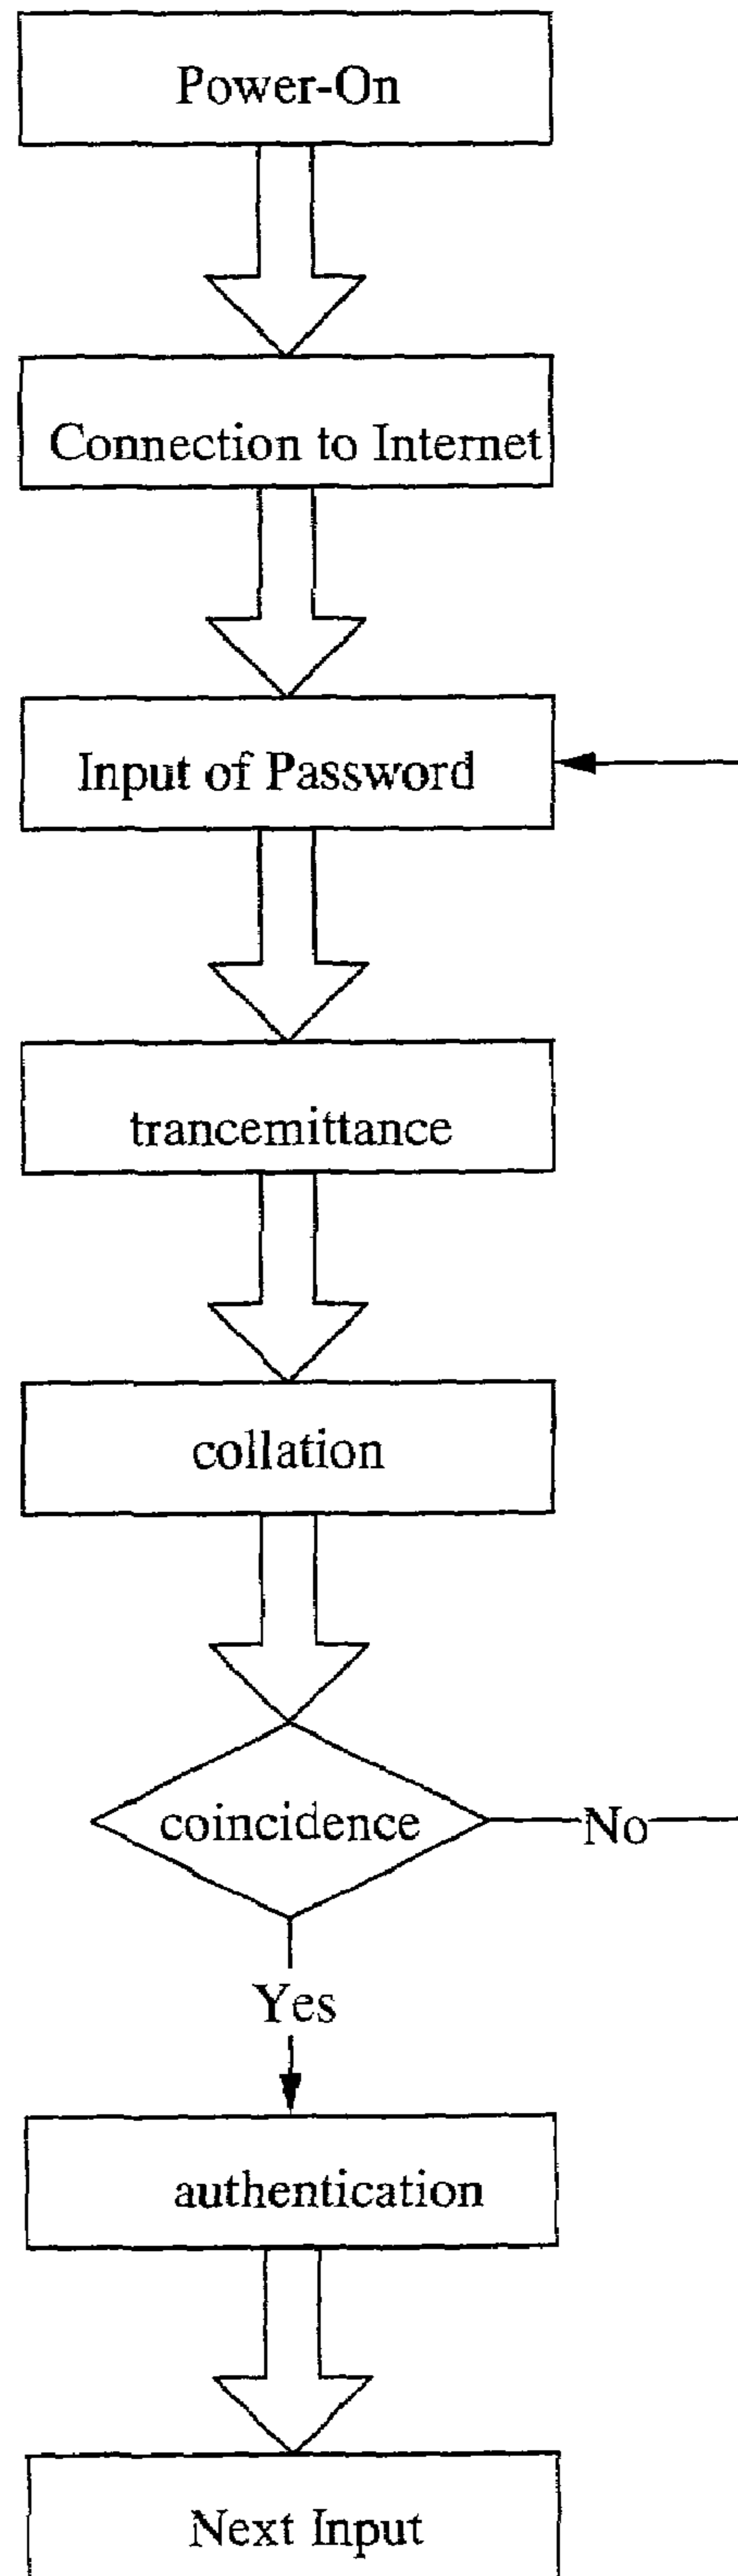 Power-On
Connection to Internet
Input of Password
trancemittance
collation
coincidence
No
Yes
authentication
Next Input